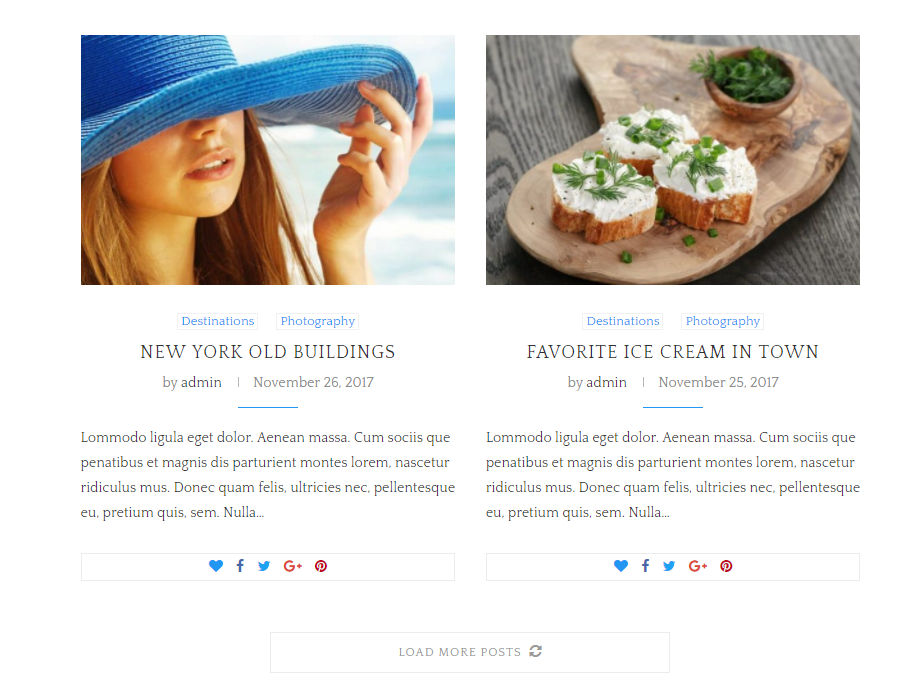 Destinations Photography
NEW YORK OLD BUILDINGS
by admin | November 26, 2017
Lommodo ligula eget dolor. Aenean massa. Cum sociis que
penatibus et magnis dis parturient montes lorem, nascetur
ridiculus mus. Donec quam felis, ultricies nec, pellentesque
eu, pretium quis, sem. Nulla...
Destinations Photography
FAVORITE ICE CREAM IN TOWN
by admin | November 25, 2017
Lommodo ligula eget dolor. Aenean massa. Cum sociis que
penatibus et magnis dis parturient montes lorem, nascetur
ridiculus mus. Donec quam felis, ultricies nec, pellentesque
eu, pretium quis, sem. Nulla...
LOAD MORE POSTS